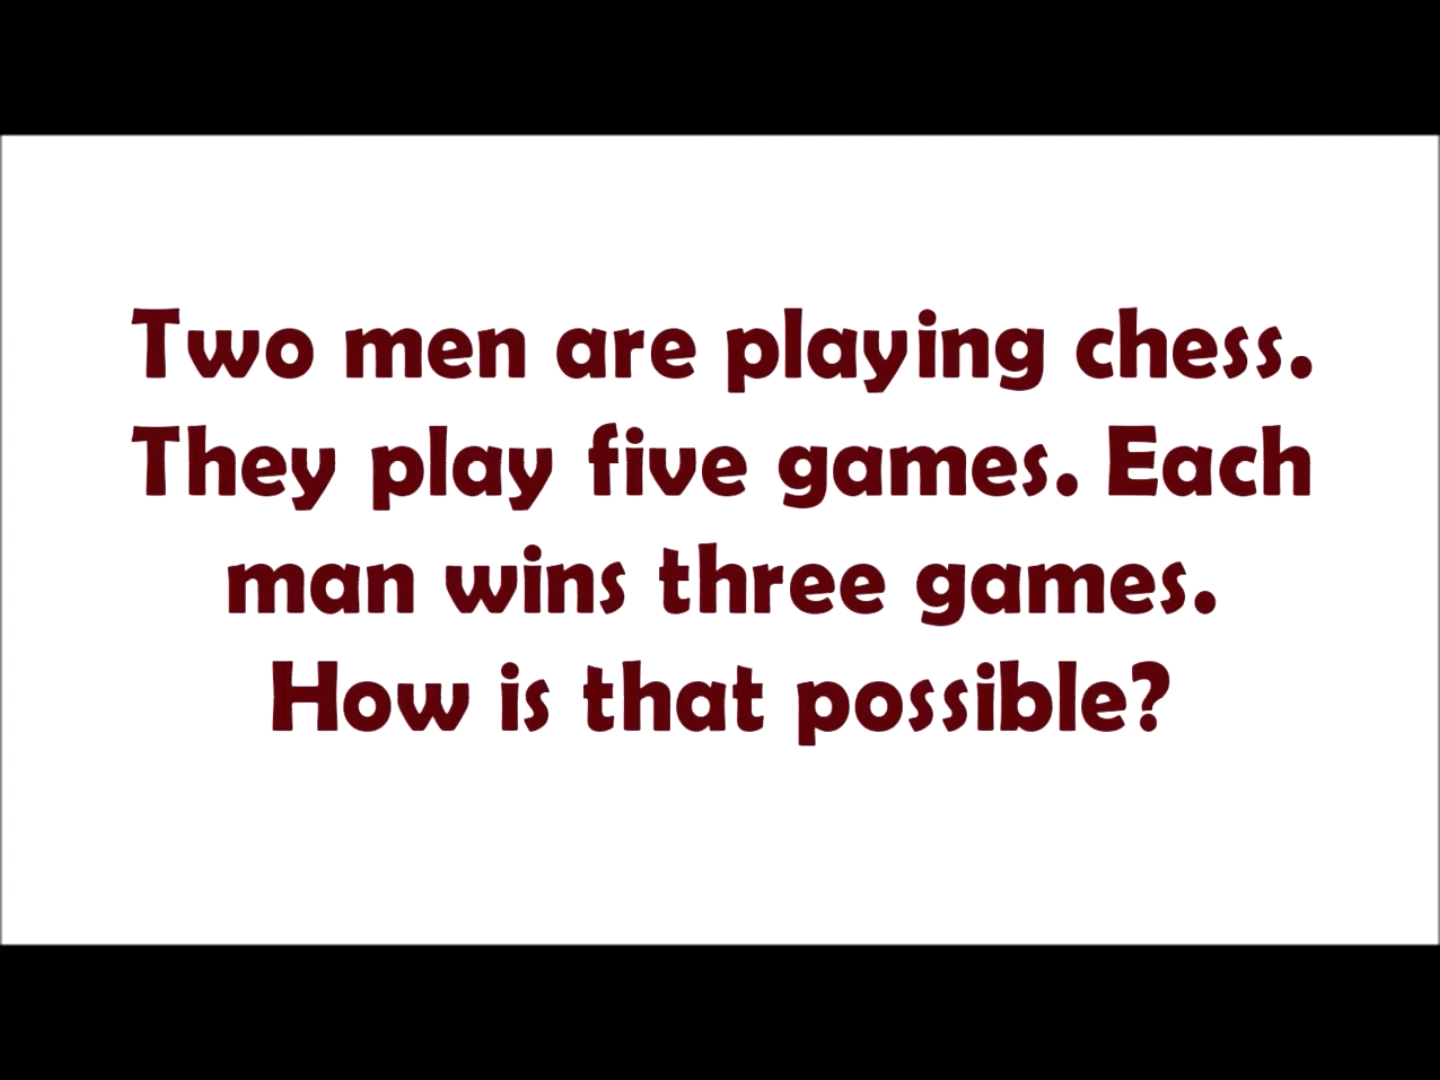 Two men are playing chess.
They play five games. Each
man wins three games.
How is that possible?